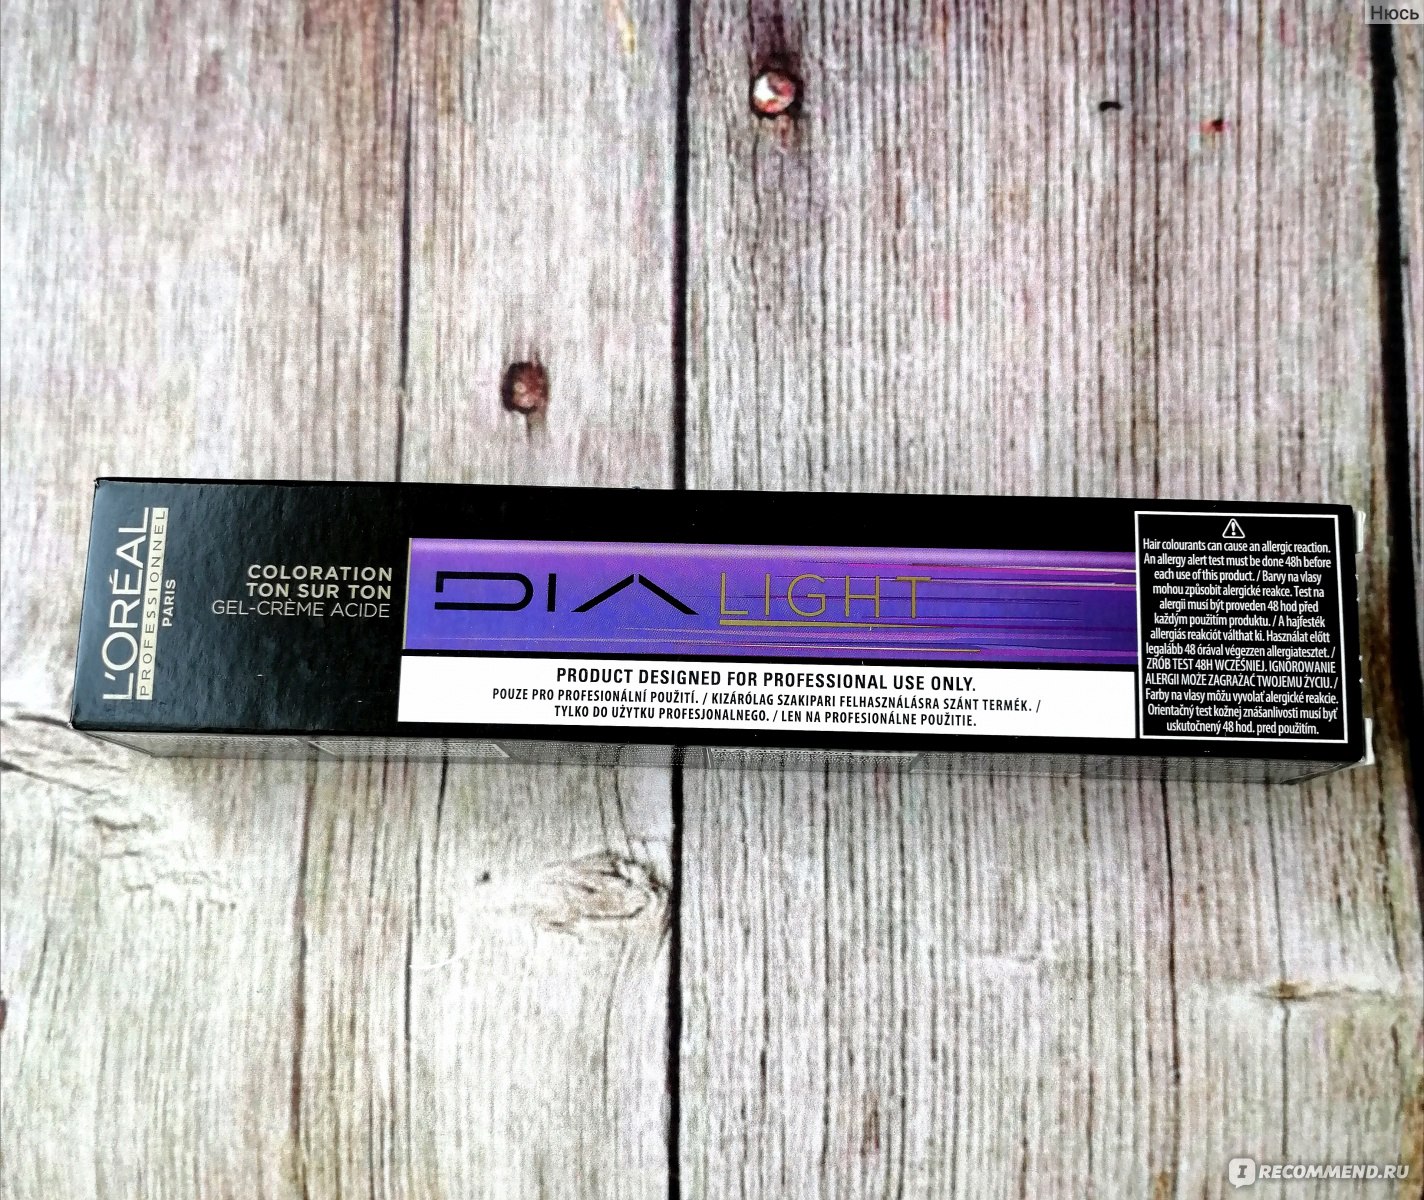 Нюсь
L'ORÉAL
PROFESSIONNEL
PARIS
COLORATION
TON SUR TON
GEL-CRÈME ACIDE
DIA LIGHT
PRODUCT DESIGNED FOR PROFESSIONAL USE ONLY.
POUZE PRO PROFESIONÁLNÍ POUŽITÍ. / KIZÁRÓLAG SZAKIPARI FELHASZNÁLÁSRA SZÁNT TERMÉK. /
TYLKO DO UŻYTKU PROFESJONALNEGO. / LEN NA PROFESIONÁLNE POUŽITIE.
Hair colourants can cause an allergic reaction.
An allergy alert test must be done 48h before
each use of this product. / Barvy na vlasy
mohou způsobit alergické reakce. Test na
alergii musí být proveden 48 hod před
každým použitím produktu. / A hajfesték
allergiás reakciót válthat ki. Használat előtt
legalább 48 órával végezzen allergiatesztet. /
ZRÓB TEST 48H WCZEŚNIEJ. IGNOROWANIE
ALERGII MOŻE ZAGRAŻAĆ TWOJEMU ŻYCIU. /
Farby na vlasy môžu vyvolať alergické reakcie.
Orientačný test kožnej znášanlivosti musí byť
uskutočnený 48 hod. pred použitím.
I RECOMMEND.RU